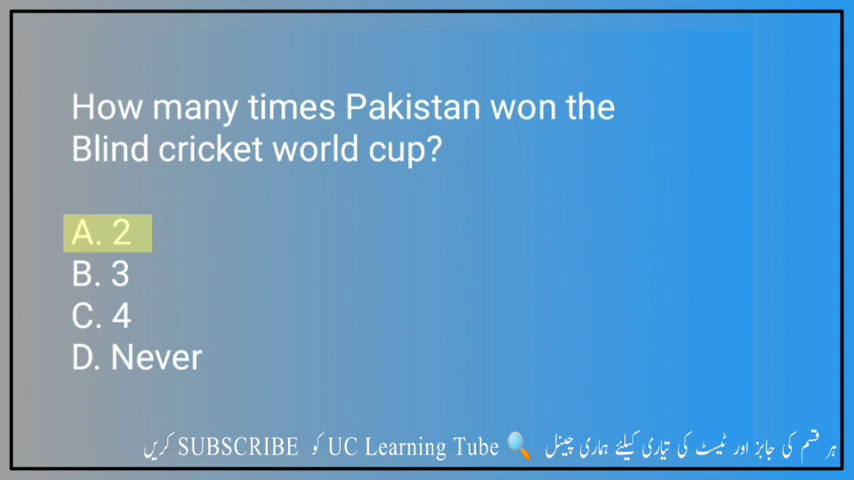 How many times Pakistan won the
Blind cricket world cup?
A. 2
B. 3
C. 4
D. Never
ہر قسم کی جابز اور ٹیسٹ کی تیاری کیلئے ہماری چینل UC Learning Tube کو SUBSCRIBE کریں